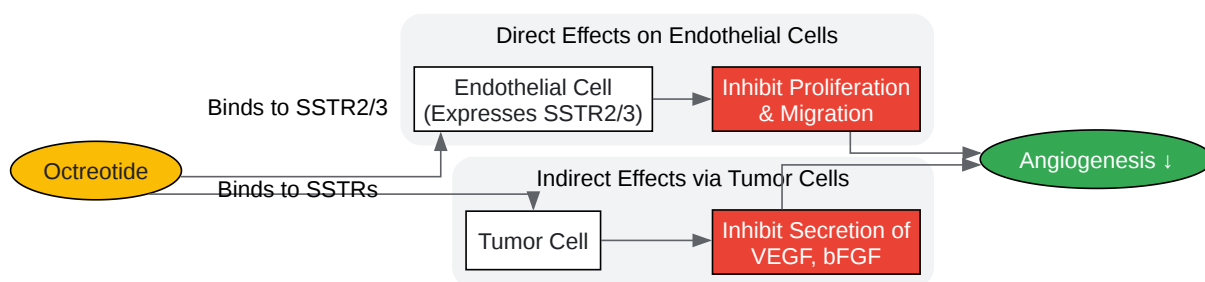 Direct Effects on Endothelial Cells
Endothelial Cell
(Expresses SSTR2/3)
Inhibit Proliferation
& Migration
Binds to SSTR2/3
Octreotide
Angiogenesis ↓
Binds to SSTRs
Indirect Effects via Tumor Cells
Tumor Cell
Inhibit Secretion of
VEGF, bFGF